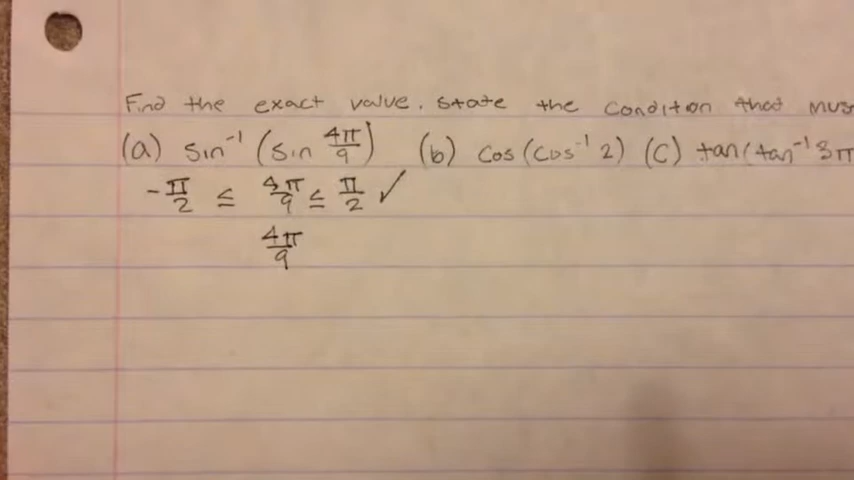 Find the exact value. State the condition that
(a) sin⁻¹ (sin 4π/9) (b) cos(cos⁻¹ 2) (c) tan(tan⁻¹ 3π
-π/2 ≤ 4π/9 ≤ π/2 ✓
4π/9